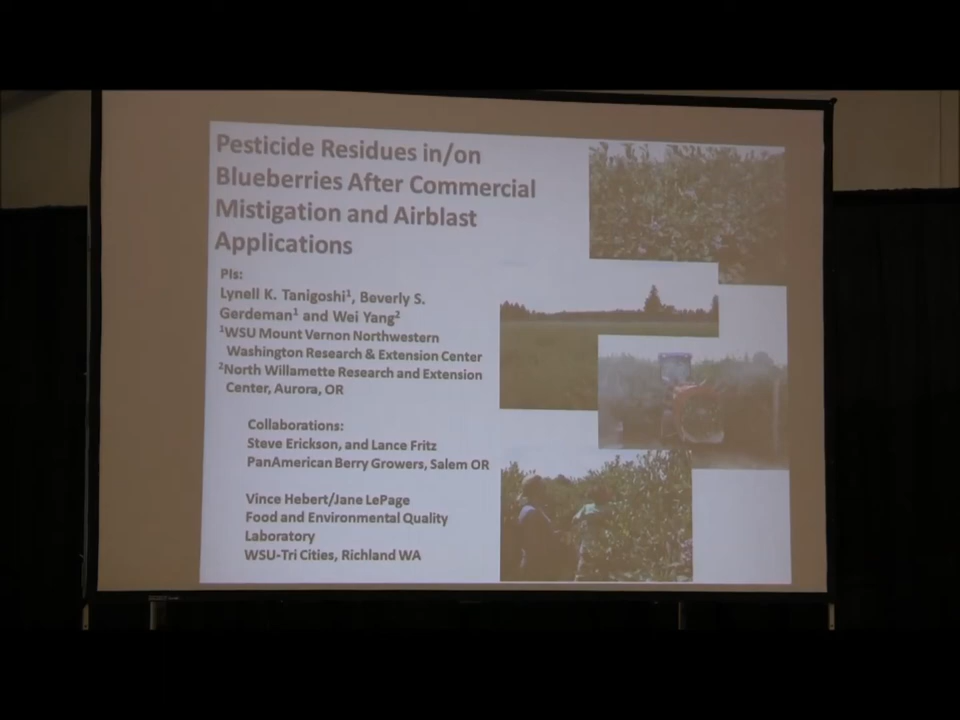 Pesticide Residues in/on
Blueberries After Commercial
Mistigation and Airblast
Applications
PIs:
Lynell K. Tanigoshi¹, Beverly S.
Gerdeman¹ and Wei Yang²
¹WSU Mount Vernon Northwestern
Washington Research & Extension Center
²North Willamette Research and Extension
Center, Aurora, OR
Collaborations:
Steve Erickson, and Lance Fritz
PanAmerican Berry Growers, Salem OR
Vince Hebert/Jane LePage
Food and Environmental Quality
Laboratory
WSU-Tri Cities, Richland WA